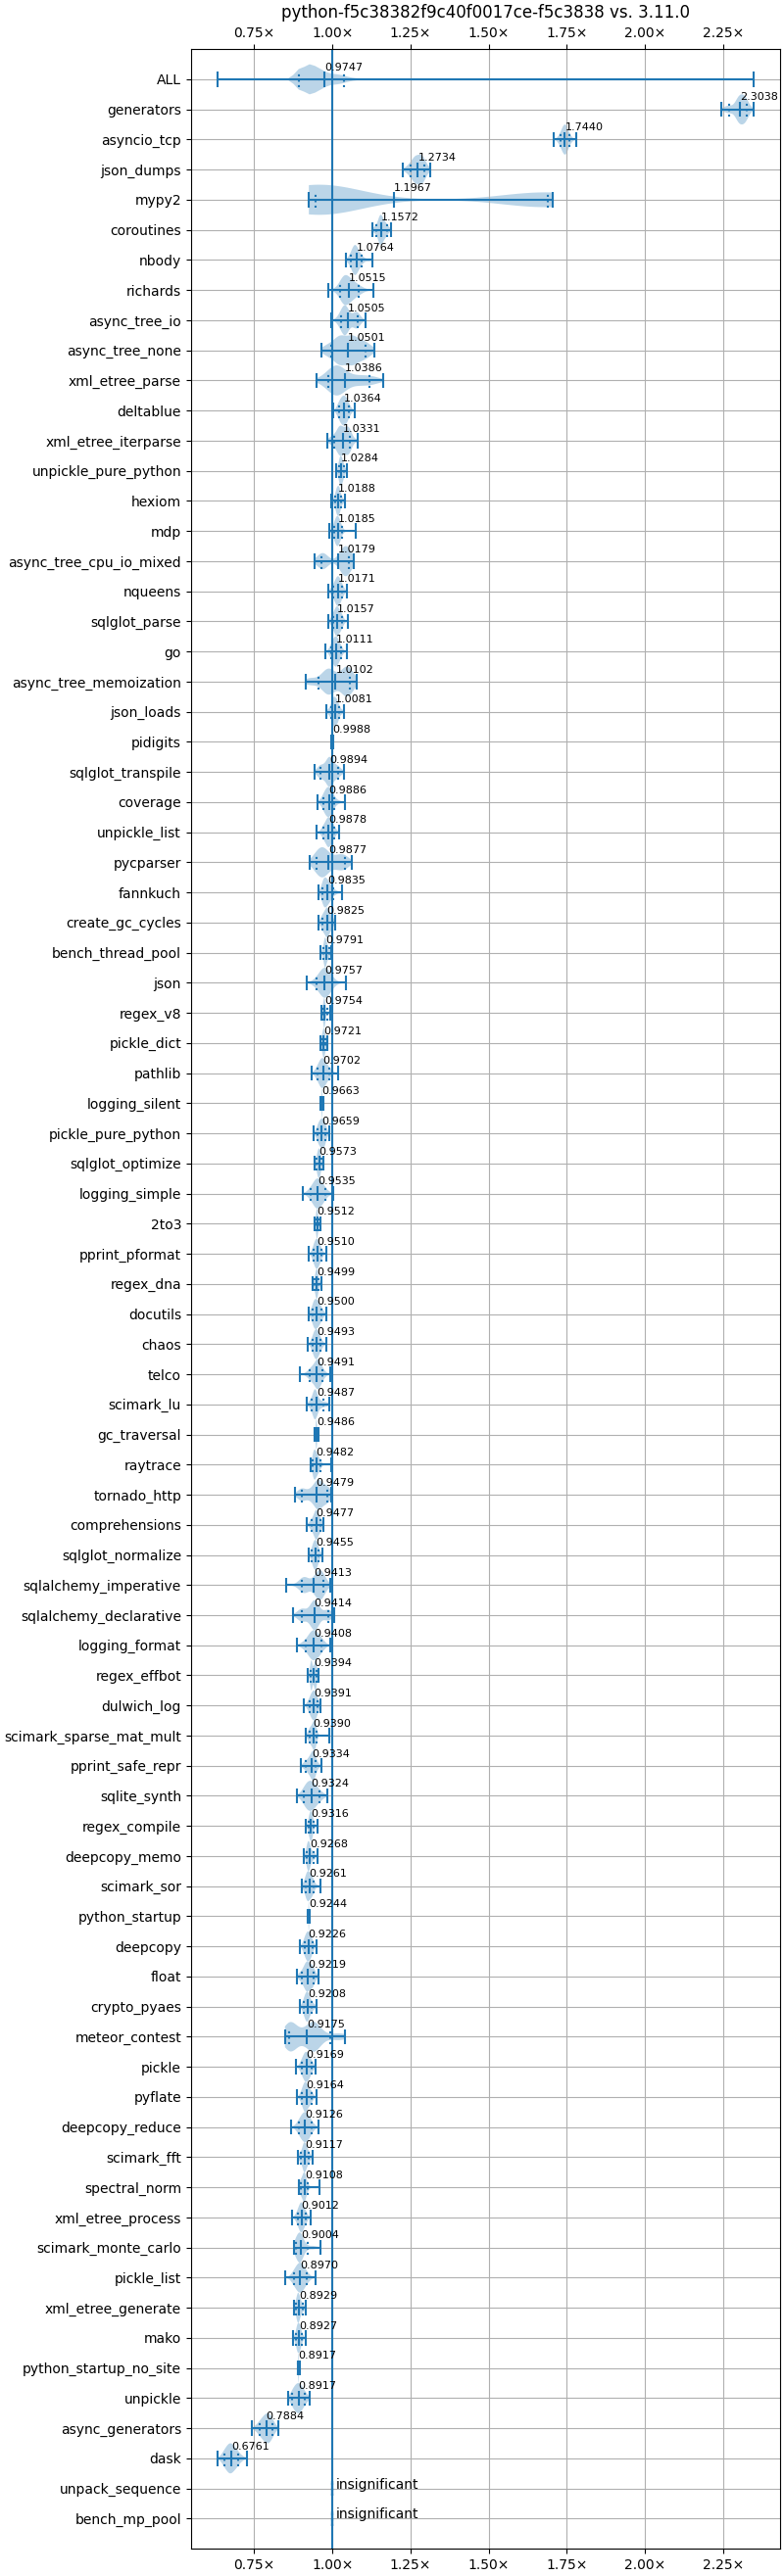 python-f5c38382f9c40f0017ce-f5c3838 vs. 3.11.0
0.75× 1.00× 1.25× 1.50× 1.75× 2.00× 2.25×
ALL 0.9747
generators 2.3038
asyncio_tcp 1.7440
json_dumps 1.2734
mypy2 1.1967
coroutines 1.1572
nbody 1.0764
richards 1.0515
async_tree_io 1.0505
async_tree_none 1.0501
xml_etree_parse 1.0386
deltablue 1.0364
xml_etree_iterparse 1.0331
unpickle_pure_python 1.0284
hexiom 1.0188
mdp 1.0185
async_tree_cpu_io_mixed 1.0179
nqueens 1.0171
sqlglot_parse 1.0157
go 1.0111
async_tree_memoization 1.0102
json_loads 1.0081
pidigits 0.9988
sqlglot_transpile 0.9894
coverage 0.9886
unpickle_list 0.9878
pycparser 0.9877
fannkuch 0.9835
create_gc_cycles 0.9825
bench_thread_pool 0.9791
json 0.9757
regex_v8 0.9754
pickle_dict 0.9721
pathlib 0.9702
logging_silent 0.9663
pickle_pure_python 0.9659
sqlglot_optimize 0.9573
logging_simple 0.9535
2to3 0.9512
pprint_pformat 0.9510
regex_dna 0.9499
docutils 0.9500
chaos 0.9493
telco 0.9491
scimark_lu 0.9487
gc_traversal 0.9486
raytrace 0.9482
tornado_http 0.9479
comprehensions 0.9477
sqlglot_normalize 0.9455
sqlalchemy_imperative 0.9413
sqlalchemy_declarative 0.9414
logging_format 0.9408
regex_effbot 0.9394
dulwich_log 0.9391
scimark_sparse_mat_mult 0.9390
pprint_safe_repr 0.9334
sqlite_synth 0.9324
regex_compile 0.9316
deepcopy_memo 0.9268
scimark_sor 0.9261
python_startup 0.9244
deepcopy 0.9226
float 0.9219
crypto_pyaes 0.9208
meteor_contest 0.9175
pickle 0.9169
pyflate 0.9164
deepcopy_reduce 0.9126
scimark_fft 0.9117
spectral_norm 0.9108
xml_etree_process 0.9012
scimark_monte_carlo 0.9004
pickle_list 0.8970
xml_etree_generate 0.8929
mako 0.8927
python_startup_no_site 0.8917
unpickle 0.8917
async_generators 0.7884
dask 0.6761
unpack_sequence insignificant
bench_mp_pool insignificant
0.75× 1.00× 1.25× 1.50× 1.75× 2.00× 2.25×